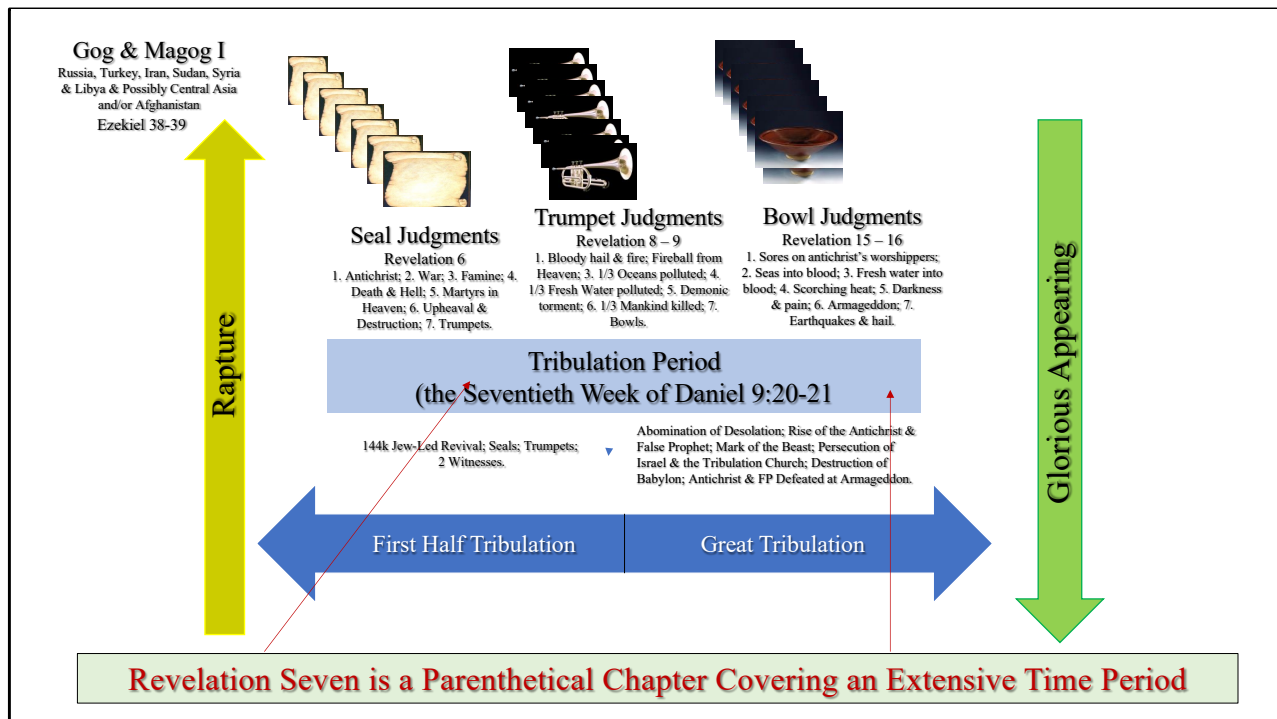 Gog & Magog I
Russia, Turkey, Iran, Sudan, Syria
& Libya & Possibly Central Asia
and/or Afghanistan
Ezekiel 38-39
Seal Judgments
Revelation 6
1. Antichrist; 2. War; 3. Famine; 4.
Death & Hell; 5. Martyrs in
Heaven; 6. Upheaval &
Destruction; 7. Trumpets.
Trumpet Judgments
Revelation 8 – 9
1. Bloody hail & fire; Fireball from
Heaven; 3. 1/3 Oceans polluted; 4.
1/3 Fresh Water polluted; 5. Demonic
torment; 6. 1/3 Mankind killed; 7.
Bowls.
Bowl Judgments
Revelation 15 – 16
1. Sores on antichrist’s worshippers;
2. Seas into blood; 3. Fresh water into
blood; 4. Scorching heat; 5. Darkness
& pain; 6. Armageddon; 7.
Earthquakes & hail.
Rapture
Tribulation Period
(the Seventieth Week of Daniel 9:20-21
Glorious Appearing
144k Jew-Led Revival; Seals; Trumpets;
2 Witnesses.
Abomination of Desolation; Rise of the Antichrist &
False Prophet; Mark of the Beast; Persecution of
Israel & the Tribulation Church; Destruction of
Babylon; Antichrist & FP Defeated at Armageddon.
First Half Tribulation
Great Tribulation
Revelation Seven is a Parenthetical Chapter Covering an Extensive Time Period